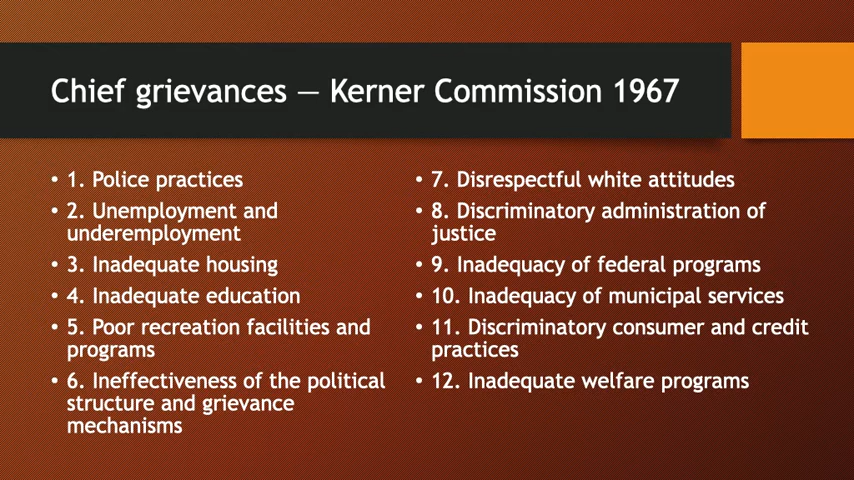 Chief grievances — Kerner Commission 1967
• 1. Police practices
• 2. Unemployment and
underemployment
• 3. Inadequate housing
• 4. Inadequate education
• 5. Poor recreation facilities and
programs
• 6. Ineffectiveness of the political
structure and grievance
mechanisms
• 7. Disrespectful white attitudes
• 8. Discriminatory administration of
justice
• 9. Inadequacy of federal programs
• 10. Inadequacy of municipal services
• 11. Discriminatory consumer and credit
practices
• 12. Inadequate welfare programs